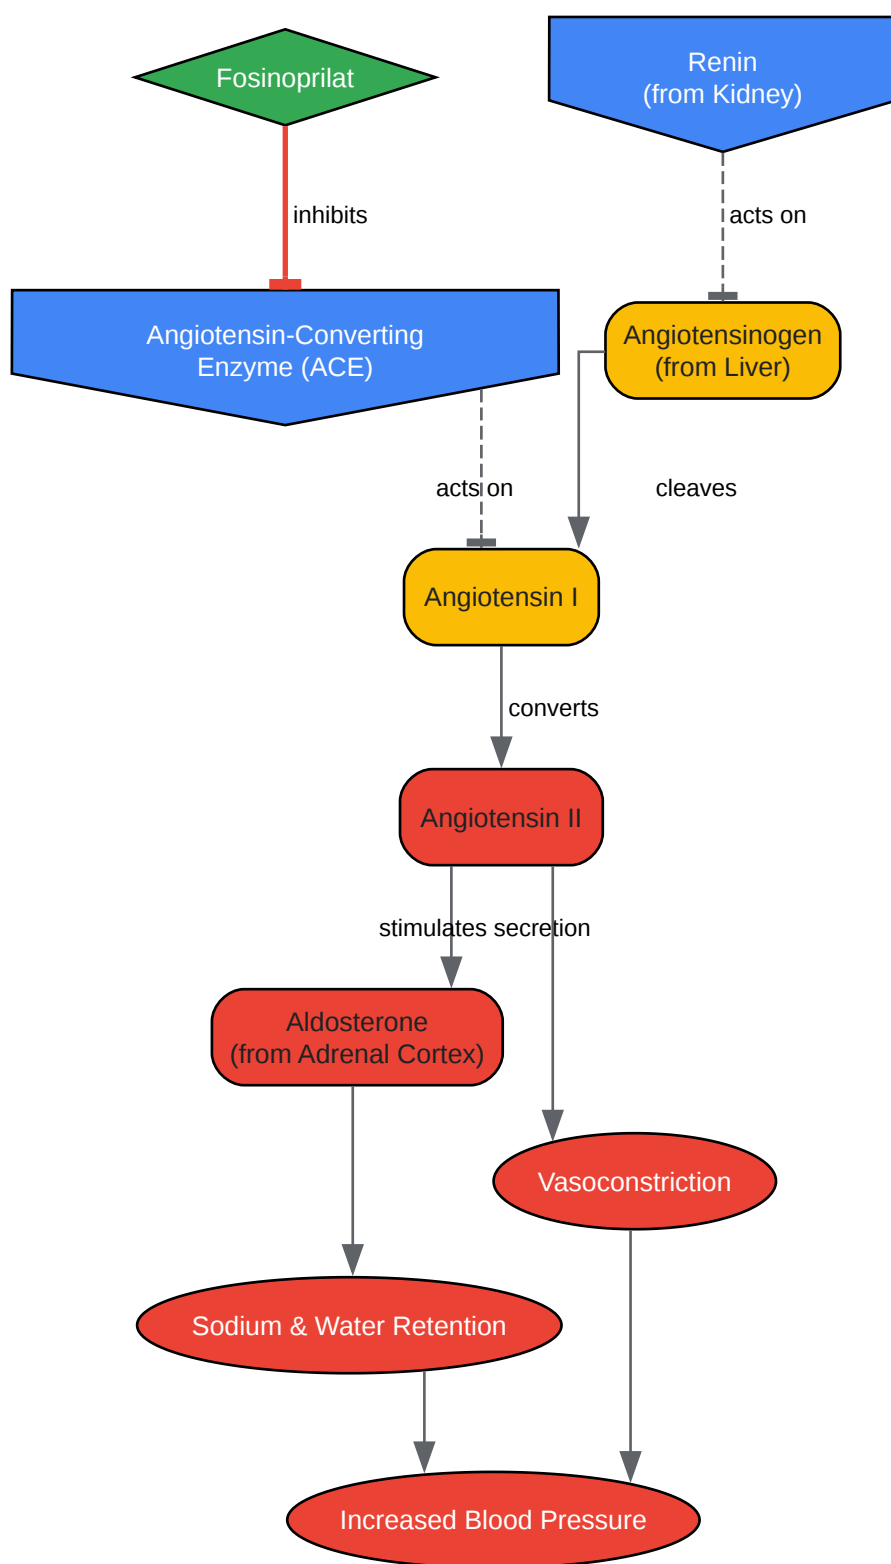 Fosinoprilat
Renin
(from Kidney)
inhibits
acts on
Angiotensin-Converting
Enzyme (ACE)
Angiotensinogen
(from Liver)
acts on
cleaves
Angiotensin I
converts
Angiotensin II
stimulates secretion
Aldosterone
(from Adrenal Cortex)
Vasoconstriction
Sodium & Water Retention
Increased Blood Pressure